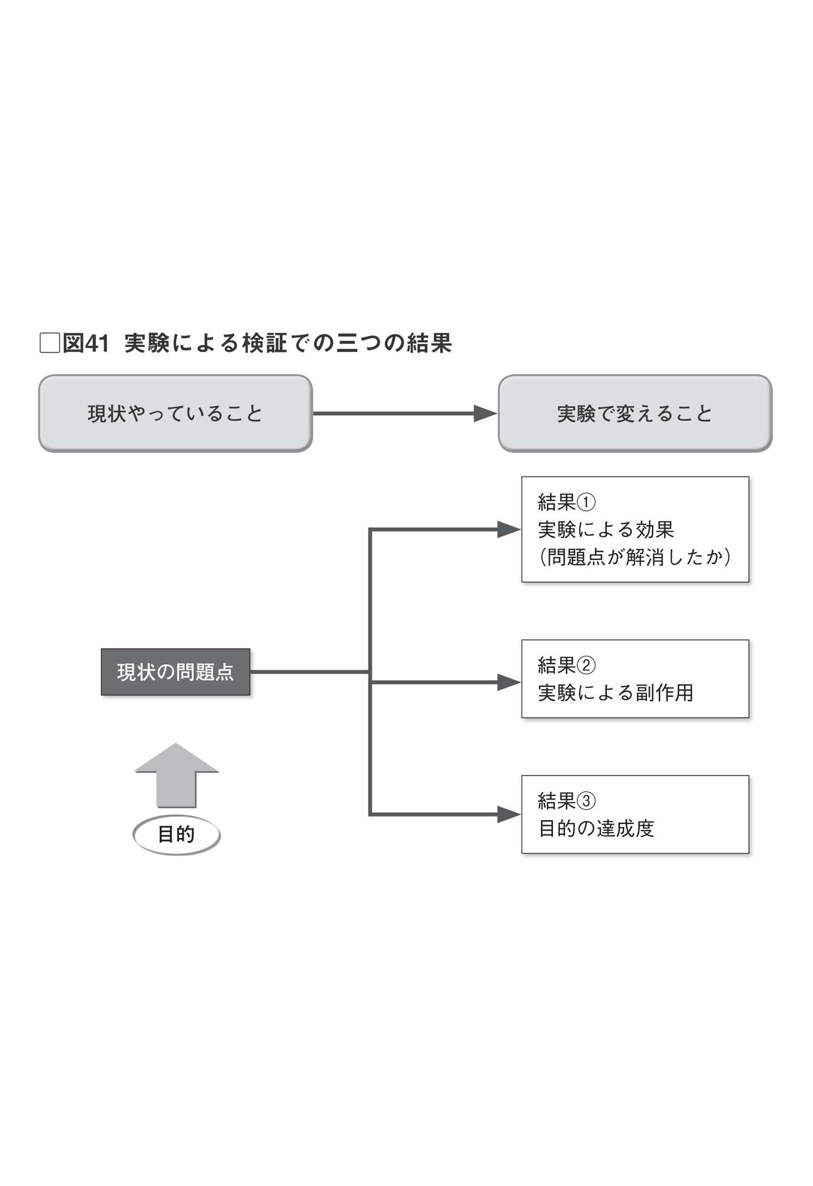 □図41 実験による検証での三つの結果
現状やっていること
実験で変えること
結果①
実験による効果
（問題点が解消したか）
現状の問題点
結果②
実験による副作用
結果③
目的の達成度
目的